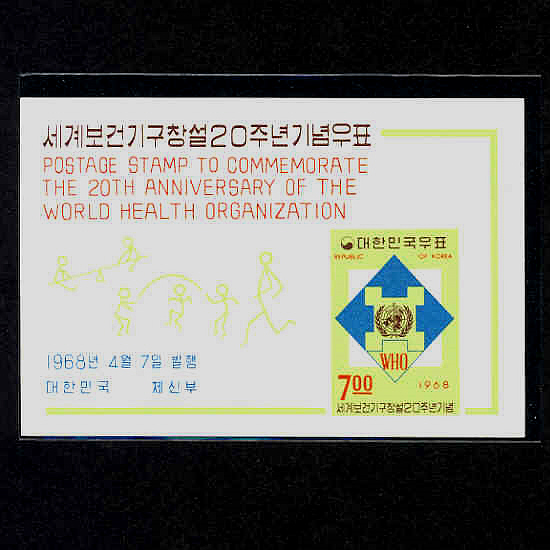 세계보건기구창설20주년기념우표
POSTAGE STAMP TO COMMEMORATE
THE 20TH ANNIVERSARY OF THE
WORLD HEALTH ORGANIZATION
대한민국우표
REPUBLIC OF KOREA
WHO
7.00
1968
세계보건기구창설20주년기념
1968년 4월 7일 발행
대한민국 체신부